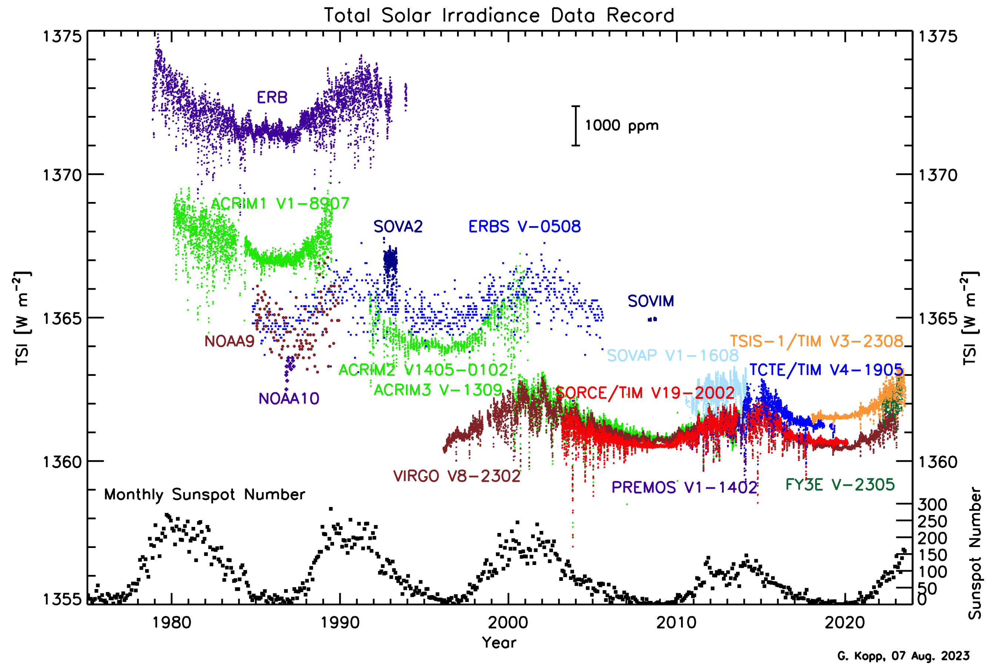 Total Solar Irradiance Data Record
1375
1375
ERB
1000 ppm
1370
1370
ACRIM1 V1-8907
SOVA2
ERBS V-0508
TSI [W m⁻²]
TSI [W m⁻²]
SOVIM
1365
1365
NOAA9
TSIS-1/TIM V3-2308
SOVAP V1-1608
ACRIM2 V1405-0102
TCTE/TIM V4-1905
ACRIM3 V-1309
SORCE/TIM V19-2002
NOAA10
1360
1360
VIRGO V8-2302
PREMOS V1-1402
FY3E V-2305
Monthly Sunspot Number
300
250
200
150
100
50
0
Sunspot Number
1355
1980
1990
2000
2010
2020
Year
G. Kopp, 07 Aug. 2023